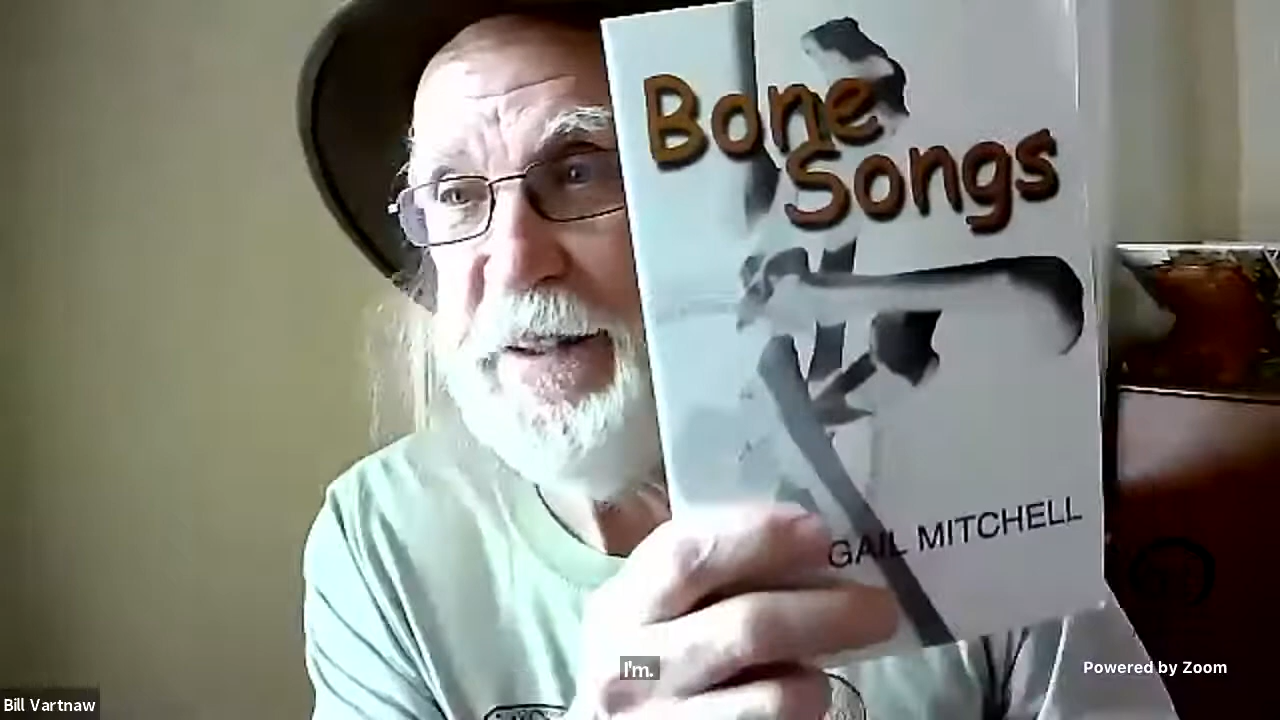 Bone
Songs
GAIL MITCHELL
I'm.
Powered by Zoom
Bill Vartnaw